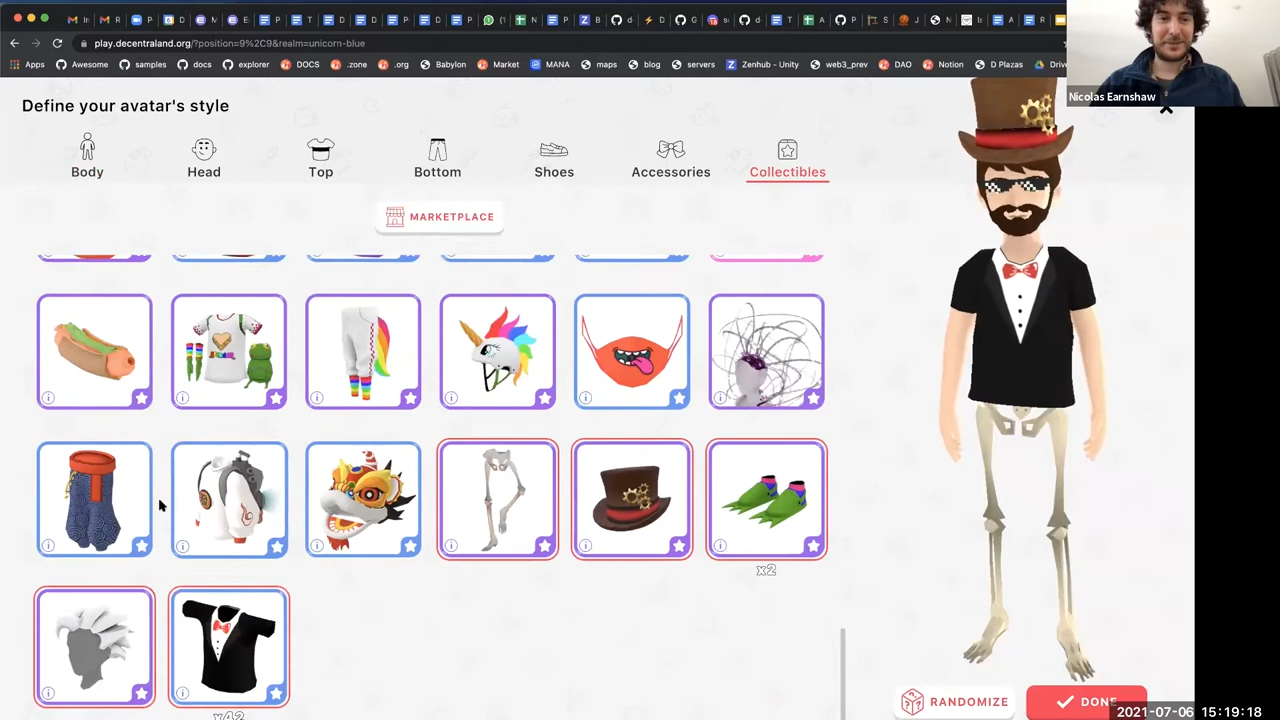 play.decentraland.org/?position=9%2C9&realm=unicorn-blue
Apps Awesome samples docs explorer DOCS .zone .org Babylon Market MANA maps blog servers Zenhub - Unity web3_prev DAO Notion D Plazas Driv
Nicolas Earnshaw
Define your avatar's style
Body Head Top Bottom Shoes Accessories Collectibles
MARKETPLACE
x2
x42
RANDOMIZE
DONE
2021-07-06 15:19:18